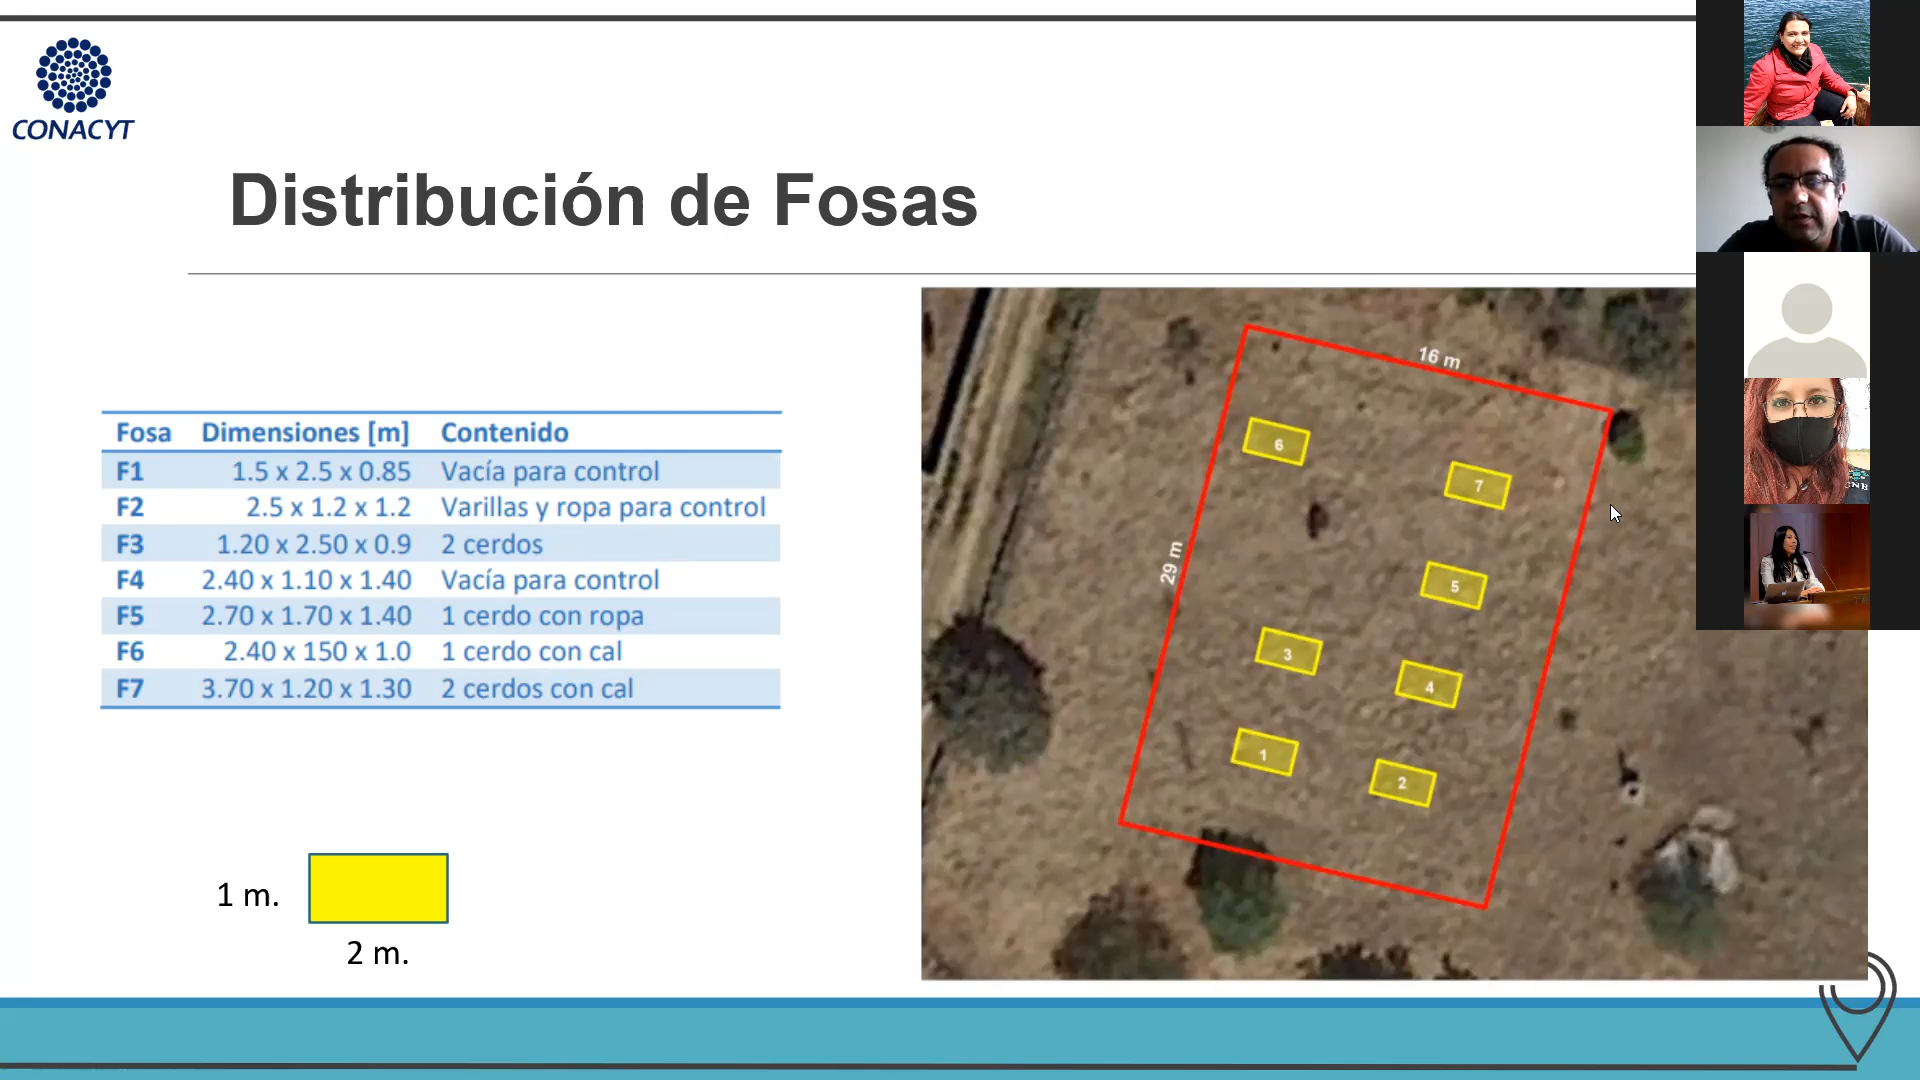 CONACYT
Distribución de Fosas
Fosa Dimensiones [m] Contenido
F1 1.5 x 2.5 x 0.85 Vacía para control
F2 2.5 x 1.2 x 1.2 Varillas y ropa para control
F3 1.20 x 2.50 x 0.9 2 cerdos
F4 2.40 x 1.10 x 1.40 Vacía para control
F5 2.70 x 1.70 x 1.40 1 cerdo con ropa
F6 2.40 x 150 x 1.0 1 cerdo con cal
F7 3.70 x 1.20 x 1.30 2 cerdos con cal
1 m.
2 m.
16 m
29 m
6
7
5
3
4
1
2